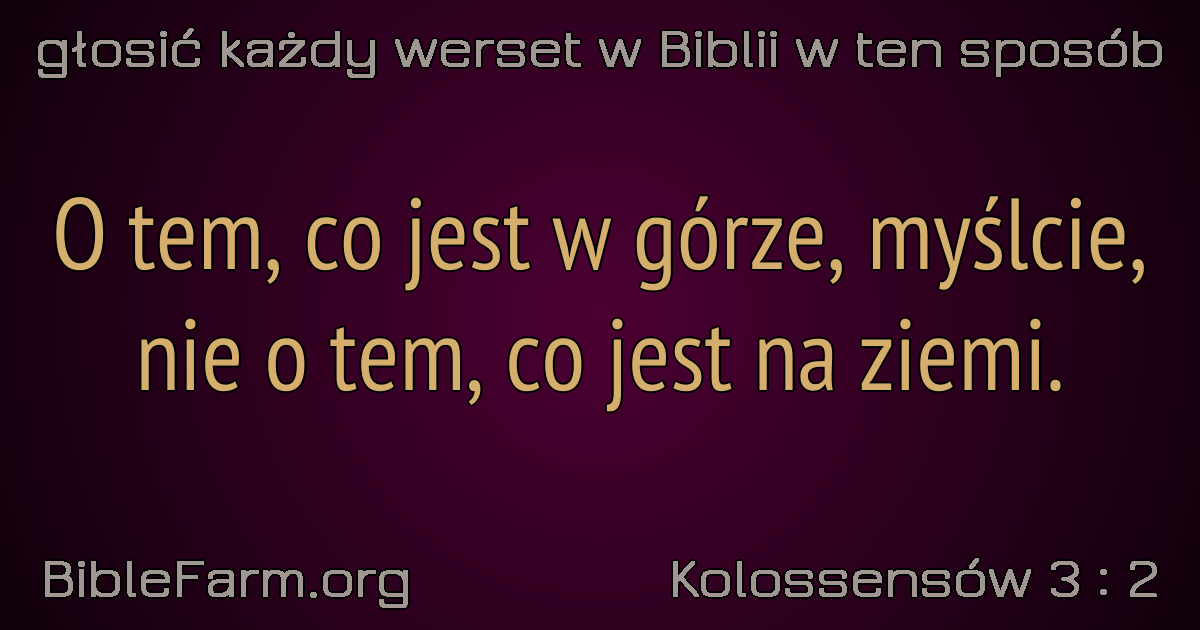 głosić każdy werset w Biblii w ten sposób
O tem, co jest w górze, myślcie,
nie o tem, co jest na ziemi.
BibleFarm.org
Kolossensów 3 : 2